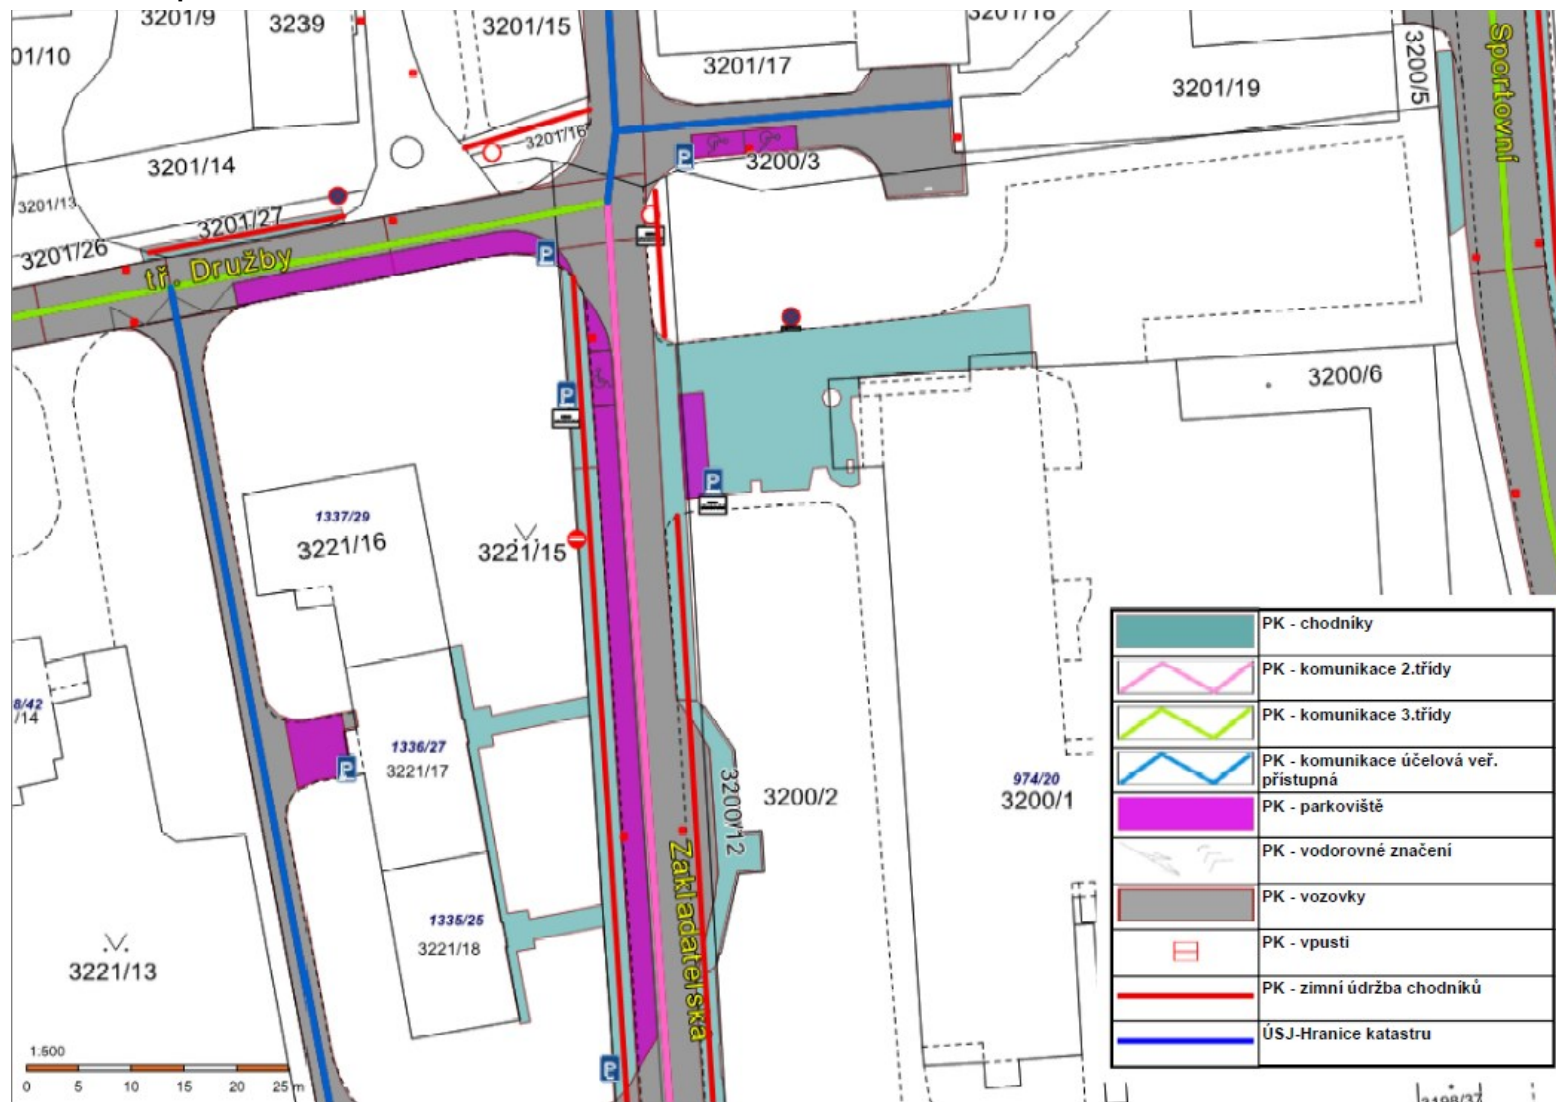 3201/9
3239
3201/15
3201/18
01/10
3201/17
3200/5
Sportovní
3201/19
3201/16
3201/14
3200/3
3201/13
3201/27
3201/26
tř. Družby
P
P
3200/6
P
P
1337/29
3221/16
3221/15
8/42
/14
1336/27
3221/17
P
974/20
3200/1
3200/2
3200/12
Zakladatelská
1335/25
3221/18
3221/13
P
1:500
0 5 10 15 20 25 m
PK - chodníky
PK - komunikace 2.třídy
PK - komunikace 3.třídy
PK - komunikace účelová veř.
přístupná
PK - parkoviště
PK - vodorovné značení
PK - vozovky
PK - vpusti
PK - zimní údržba chodníků
ÚSJ-Hranice katastru
3198/37